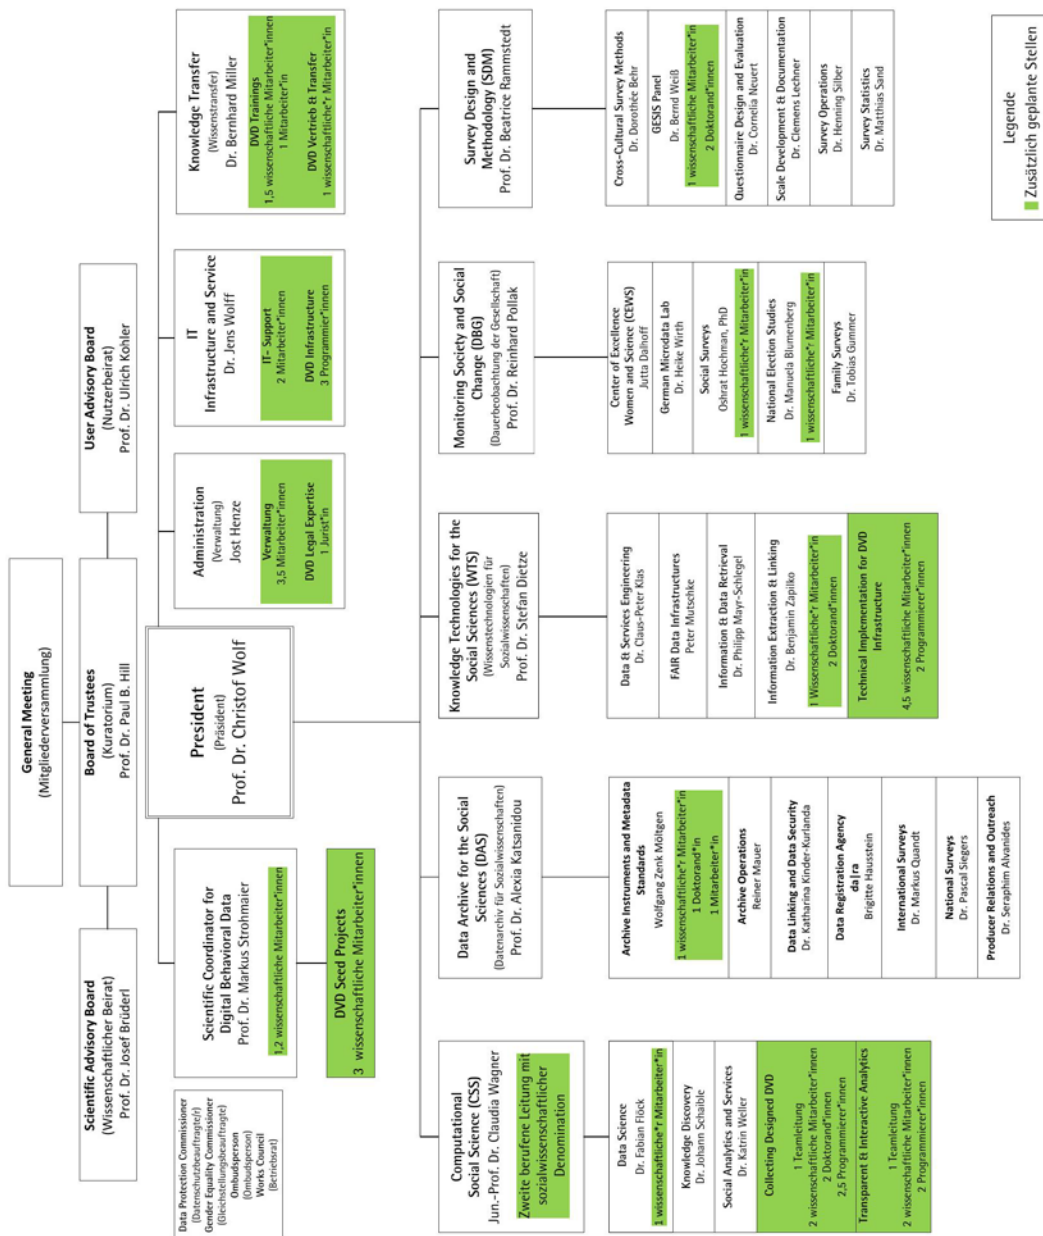 General Meeting
(Mitgliederversammlung)
Scientific Advisory Board
(Wissenschaftlicher Beirat)
Prof. Dr. Josef Brüderl
Board of Trustees
(Kuratorium)
Prof. Dr. Paul B. Hill
User Advisory Board
(Nutzerbeirat)
Prof. Dr. Ulrich Kohler
Data Protection Commissioner
(Datenschutzbeauftragte/r)
Gender Equality Commissioner
(Gleichstellungsbeauftragte)
Ombudsperson
(Ombudsperson)
Works Council
(Betriebsrat)
Scientific Coordinator for
Digital Behavioral Data
Prof. Dr. Markus Strohmaier
1,2 wissenschaftliche Mitarbeiter*innen
DVD Seed Projects
3 wissenschaftliche Mitarbeiter*innen
President
(Präsident)
Prof. Dr. Christof Wolf
Administration
(Verwaltung)
Jost Henze
Verwaltung
3,5 Mitarbeiter*innen
DVD Legal Expertise
1 Jurist*in
IT
Infrastructure and Service
Dr. Jens Wolff
IT- Support
2 Mitarbeiter*innen
DVD Infrastructure
3 Programmier*innen
Knowledge Transfer
(Wissenstransfer)
Dr. Bernhard Miller
DVD Trainings
1,5 wissenschaftliche Mitarbeiter*innen
1 Mitarbeiter*in
DVD Vertrieb & Transfer
1 wissenschaftliche*r Mitarbeiter*in
Computational
Social Science (CSS)
Jun.-Prof. Dr. Claudia Wagner
Zweite berufene Leitung mit
sozialwissenschaftlicher
Denomination
Data Science
Dr. Fabian Flöck
1 wissenschaftliche*r Mitarbeiter*in
Knowledge Discovery
Dr. Johann Schaible
Social Analytics and Services
Dr. Katrin Weller
Collecting Designed DVD
1 Teamleitung
2 wissenschaftliche Mitarbeiter*innen
2 Doktorand*innen
2,5 Programmierer*innen
Transparent & Interactive Analytics
1 Teamleitung
2 wissenschaftliche Mitarbeiter*innen
2 Programmierer*innen
Data Archive for the Social
Sciences (DAS)
(Datenarchiv für Sozialwissenschaften)
Prof. Dr. Alexia Katsanidou
Archive Instruments and Metadata
Standards
Wolfgang Zenk Möltgen
1 wissenschaftliche*r Mitarbeiter*in
1 Doktorand*in
1 Mitarbeiter*in
Archive Operations
Reiner Mauer
Data Linking and Data Security
Dr. Katharina Kinder-Kurlanda
Data Registration Agency
da|ra
Brigitte Hausstein
International Surveys
Dr. Markus Quandt
National Surveys
Dr. Pascal Siegers
Producer Relations and Outreach
Dr. Seraphim Alvanides
Knowledge Technologies for the
Social Sciences (WTS)
(Wissenstechnologien für
Sozialwissenschaften)
Prof. Dr. Stefan Dietze
Data & Services Engineering
Dr. Claus-Peter Klas
FAIR Data Infrastructures
Peter Mutschke
Information & Data Retrieval
Dr. Philipp Mayr-Schlegel
Information Extraction & Linking
Dr. Benjamin Zapilko
1 Wissenschaftliche*r Mitarbeiter*in
2 Doktorand*innen
Technical Implementation for DVD
Infrastructure
4,5 wissenschaftliche Mitarbeiter*innen
2 Programmierer*innen
Monitoring Society and Social
Change (DBG)
(Dauerbeobachtung der Gesellschaft)
Prof. Dr. Reinhard Pollak
Center of Excellence
Women and Science (CEWS)
Jutta Dalhoff
German Microdata Lab
Dr. Heike Wirth
Social Surveys
Oshrat Hochman, PhD
1 wissenschaftliche*r Mitarbeiter*in
National Election Studies
Dr. Manuela Blumenberg
1 wissenschaftliche*r Mitarbeiter*in
Family Surveys
Dr. Tobias Gummer
Survey Design and
Methodology (SDM)
Prof. Dr. Beatrice Rammstedt
Cross-Cultural Survey Methods
Dr. Dorothée Behr
GESIS Panel
Dr. Bernd Weiß
1 wissenschaftliche Mitarbeiter*in
2 Doktorand*innen
Questionnaire Design and Evaluation
Dr. Cornelia Neuert
Scale Development & Documentation
Dr. Clemens Lechner
Survey Operations
Dr. Henning Silber
Survey Statistics
Dr. Matthias Sand
Legende
Zusätzlich geplante Stellen